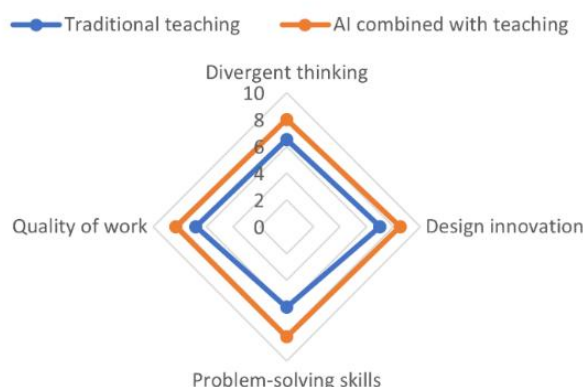 Traditional teaching AI combined with teaching
Divergent thinking
10
8
6
4
2
0
Quality of work
Design innovation
Problem-solving skills